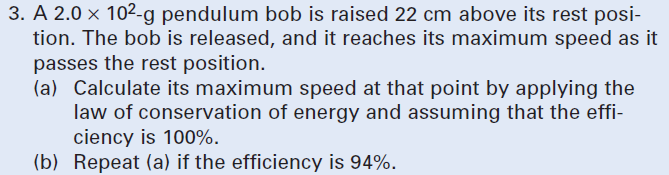 3. A 2.0 × 10²-g pendulum bob is raised 22 cm above its rest posi-
tion. The bob is released, and it reaches its maximum speed as it
passes the rest position.
(a) Calculate its maximum speed at that point by applying the
law of conservation of energy and assuming that the effi-
ciency is 100%.
(b) Repeat (a) if the efficiency is 94%.